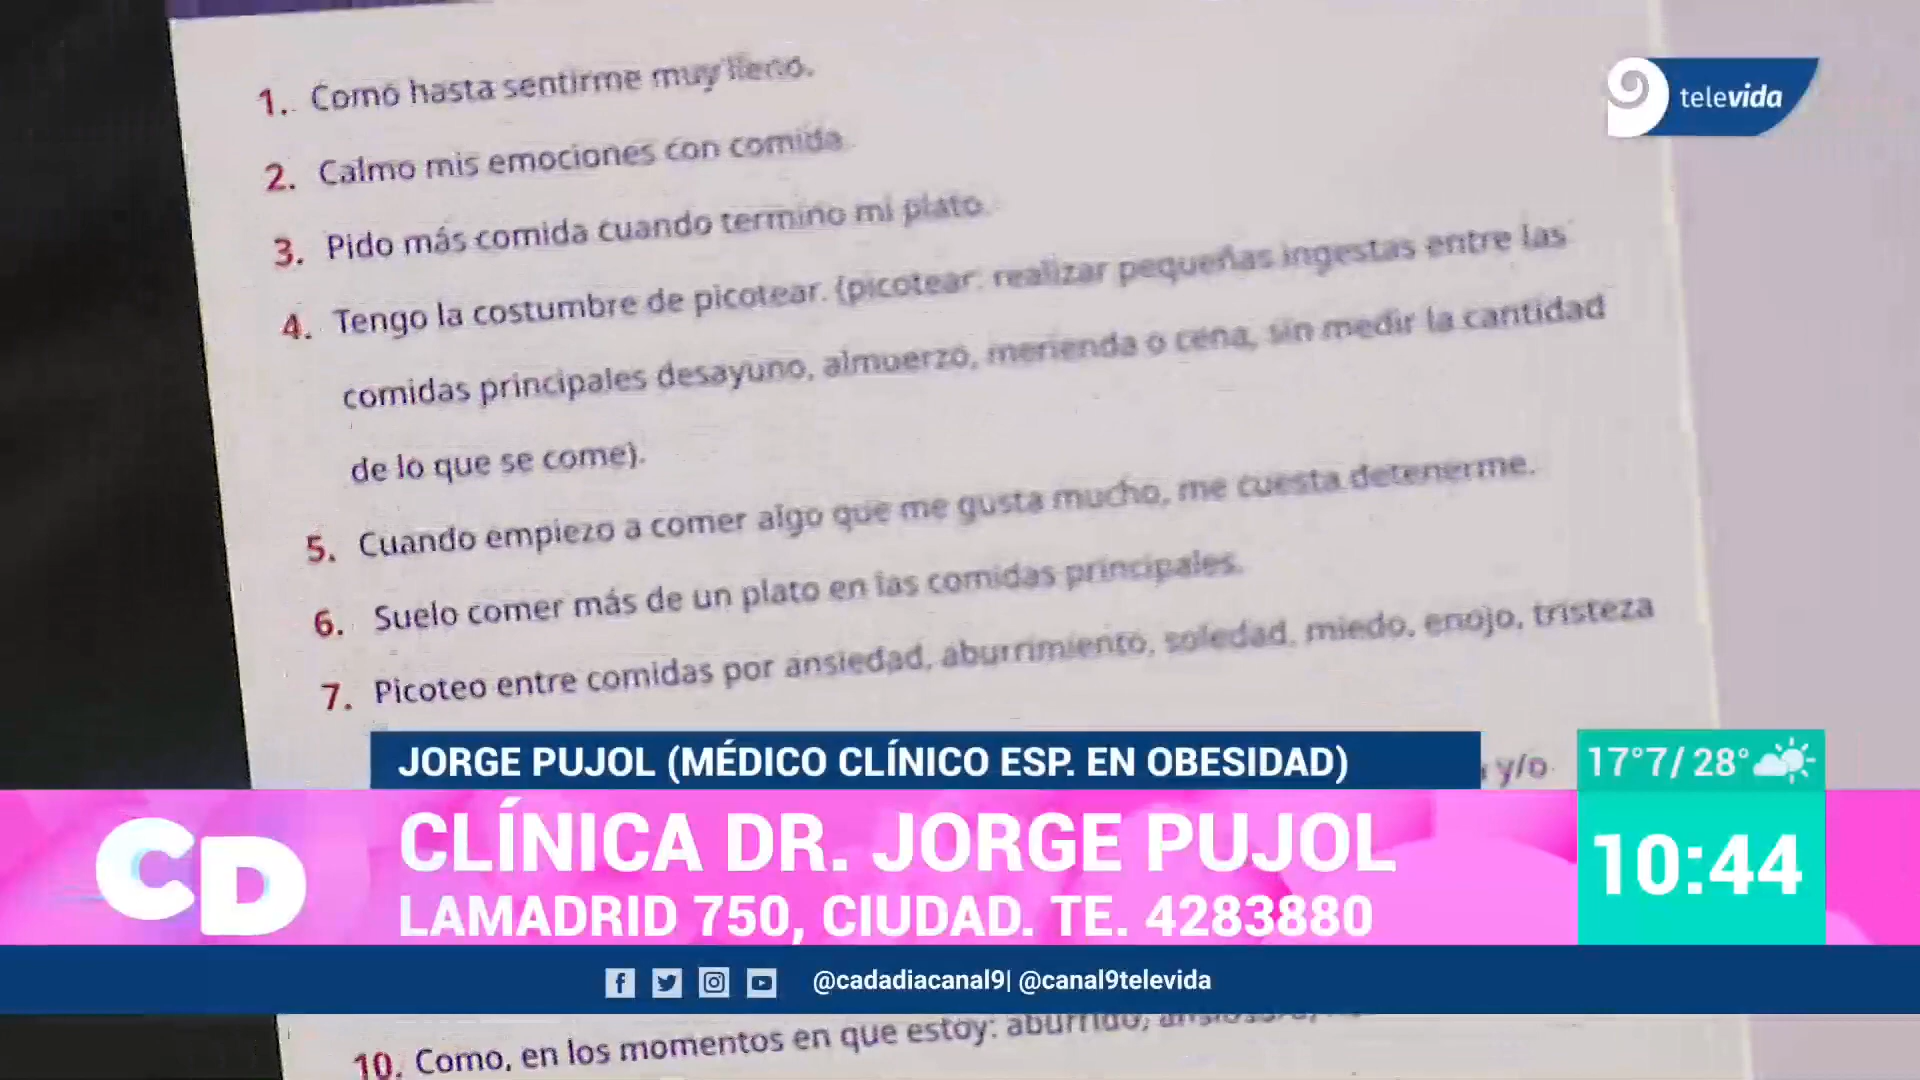 1. Como hasta sentirme muy lleno.
televida
2. Calmo mis emociones con comida.
3. Pido más comida cuando termino mi plato.
4. Tengo la costumbre de picotear. (picotear: realizar pequeñas ingestas entre las
comidas principales desayuno, almuerzo, merienda o cena, sin medir la cantidad
de lo que se come).
5. Cuando empiezo a comer algo que me gusta mucho, me cuesta detenerme.
6. Suelo comer más de un plato en las comidas principales.
7. Picoteo entre comidas por ansiedad, aburrimiento, soledad, miedo, enojo, tristeza
y/o
JORGE PUJOL (MÉDICO CLÍNICO ESP. EN OBESIDAD)
17°7/ 28°
CD
CLÍNICA DR. JORGE PUJOL
LAMADRID 750, CIUDAD. TE. 4283880
10:44
@cadadiacanal9| @canal9televida
10. Como, en los momentos en que estoy: aburrido,